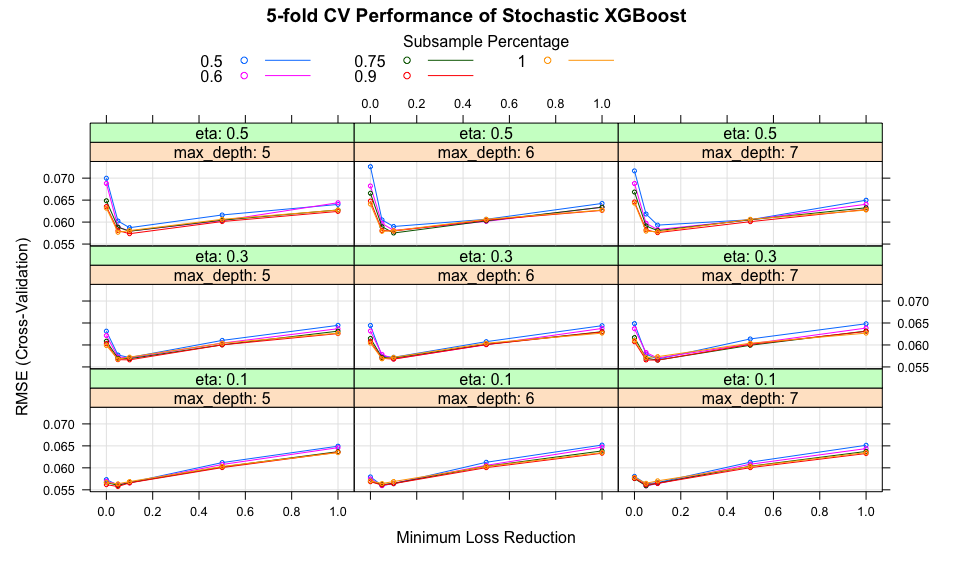 5-fold CV Performance of Stochastic XGBoost
Subsample Percentage
0.5 0.75 1
0.6 0.9
0.0 0.2 0.4 0.6 0.8 1.0
eta: 0.5 eta: 0.5 eta: 0.5
max_depth: 5 max_depth: 6 max_depth: 7
0.070
0.065
0.060
0.055
eta: 0.3 eta: 0.3 eta: 0.3
max_depth: 5 max_depth: 6 max_depth: 7
0.070
0.065
0.060
0.055
eta: 0.1 eta: 0.1 eta: 0.1
max_depth: 5 max_depth: 6 max_depth: 7
0.070
0.065
0.060
0.055
0.0 0.2 0.4 0.6 0.8 1.0 0.0 0.2 0.4 0.6 0.8 1.0
RMSE (Cross-Validation)
Minimum Loss Reduction